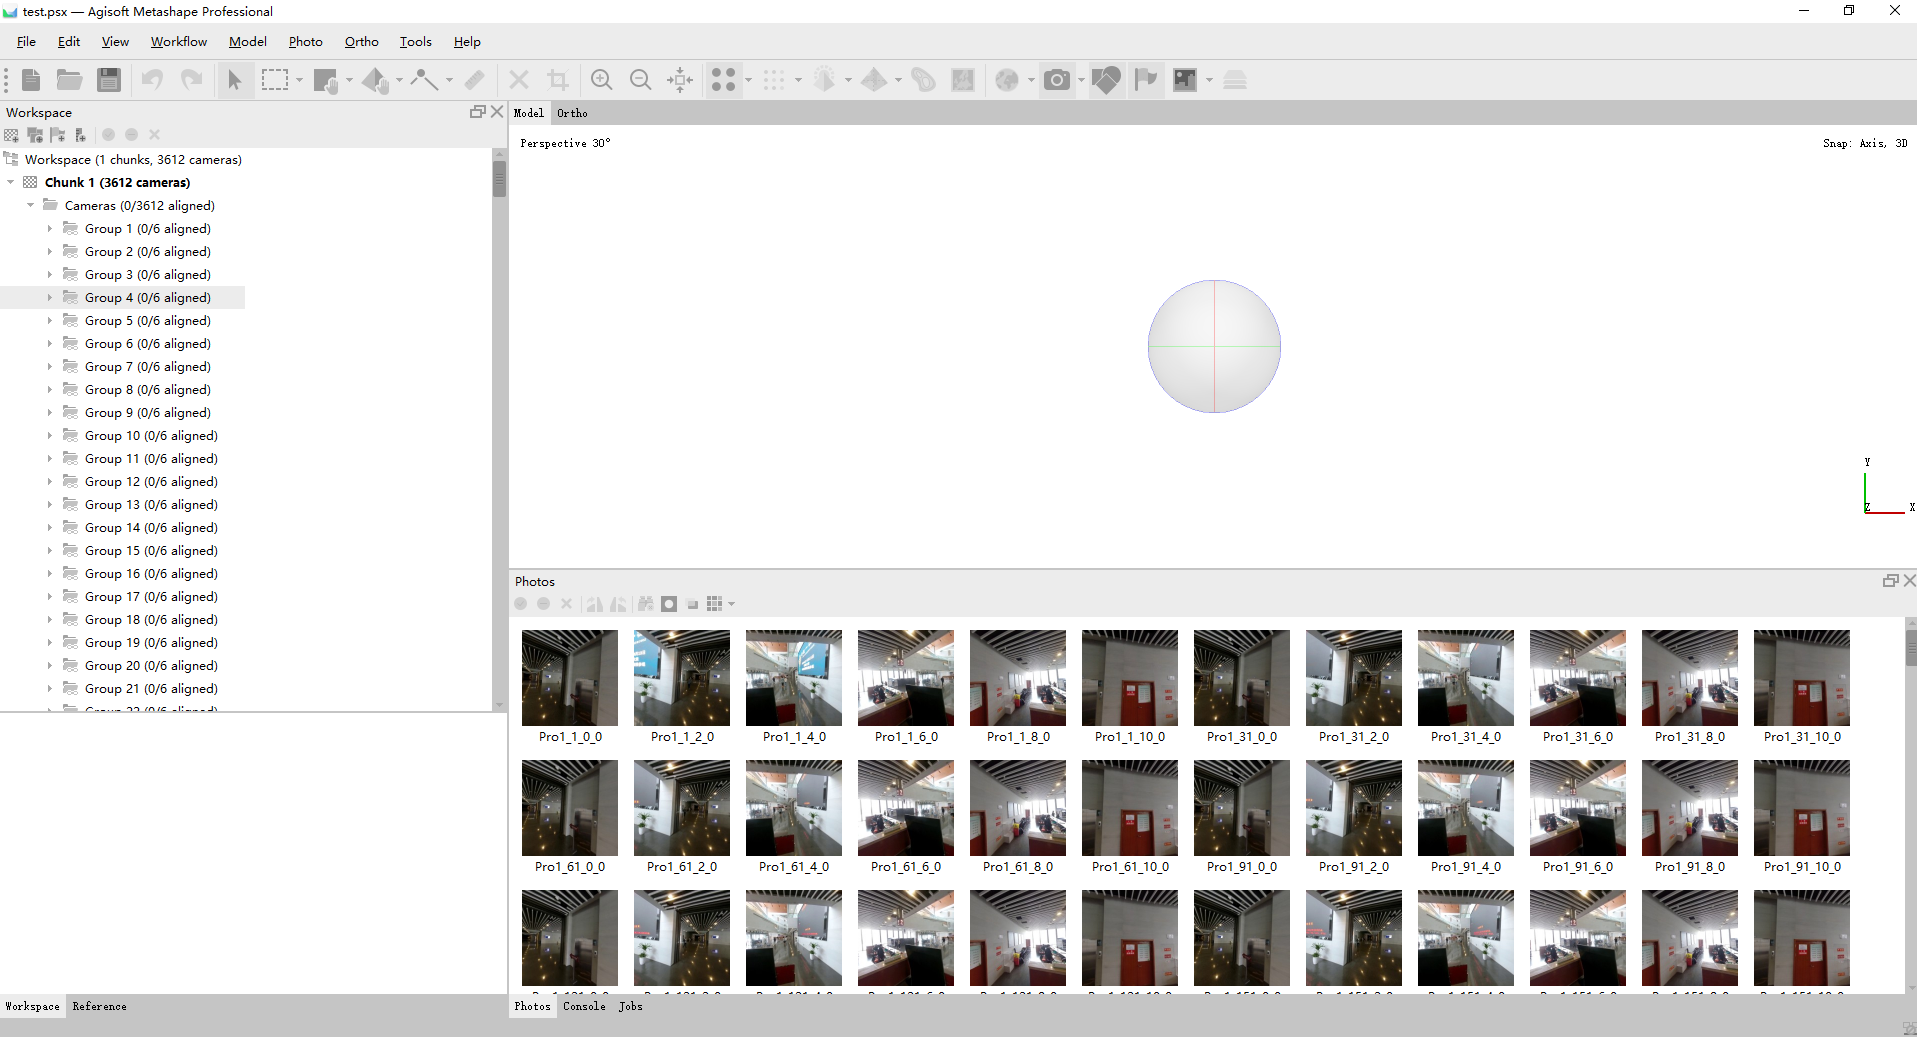 test.psx — Agisoft Metashape Professional
File Edit View Workflow Model Photo Ortho Tools Help
Workspace
Workspace (1 chunks, 3612 cameras)
Chunk 1 (3612 cameras)
Cameras (0/3612 aligned)
Group 1 (0/6 aligned)
Group 2 (0/6 aligned)
Group 3 (0/6 aligned)
Group 4 (0/6 aligned)
Group 5 (0/6 aligned)
Group 6 (0/6 aligned)
Group 7 (0/6 aligned)
Group 8 (0/6 aligned)
Group 9 (0/6 aligned)
Group 10 (0/6 aligned)
Group 11 (0/6 aligned)
Group 12 (0/6 aligned)
Group 13 (0/6 aligned)
Group 14 (0/6 aligned)
Group 15 (0/6 aligned)
Group 16 (0/6 aligned)
Group 17 (0/6 aligned)
Group 18 (0/6 aligned)
Group 19 (0/6 aligned)
Group 20 (0/6 aligned)
Group 21 (0/6 aligned)
Workspace Reference
Model Ortho
Perspective 30°
Snap: Axis, 3D
Y
Z X
Photos
Pro1_1_0_0 Pro1_1_2_0 Pro1_1_4_0 Pro1_1_6_0 Pro1_1_8_0 Pro1_1_10_0 Pro1_31_0_0 Pro1_31_2_0 Pro1_31_4_0 Pro1_31_6_0 Pro1_31_8_0 Pro1_31_10_0
Pro1_61_0_0 Pro1_61_2_0 Pro1_61_4_0 Pro1_61_6_0 Pro1_61_8_0 Pro1_61_10_0 Pro1_91_0_0 Pro1_91_2_0 Pro1_91_4_0 Pro1_91_6_0 Pro1_91_8_0 Pro1_91_10_0
Photos Console Jobs